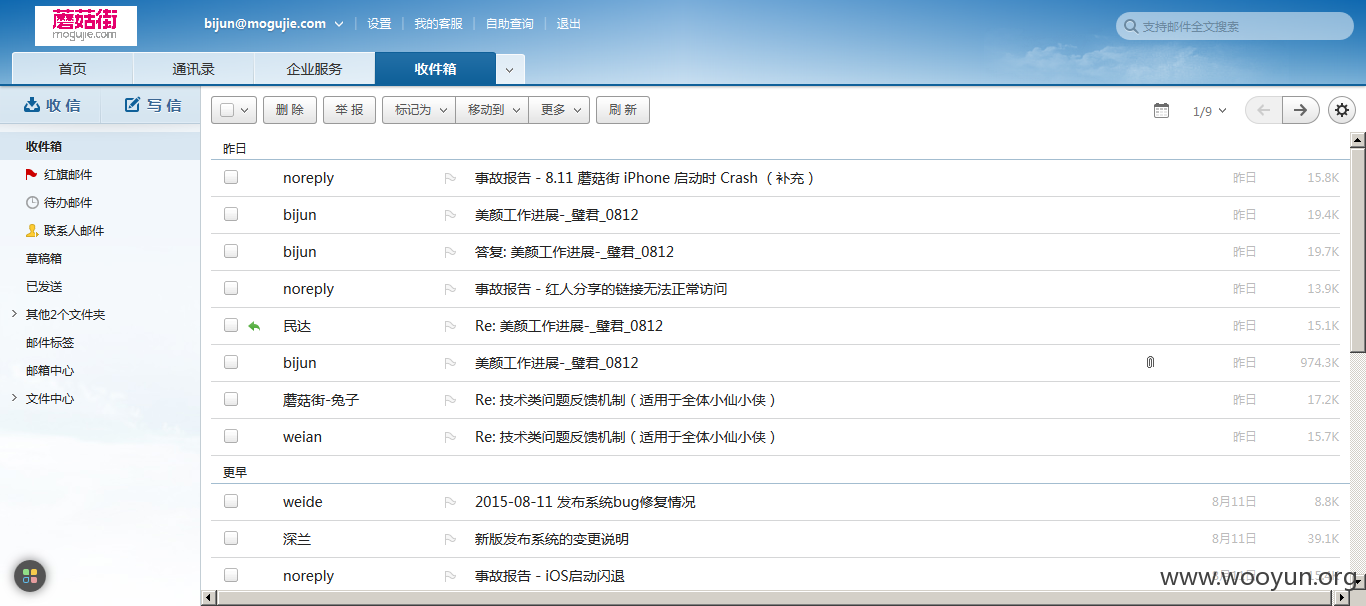 蘑菇街
mogujie.com
bijun@mogujie.com 设置 我的客服 自助查询 退出
支持邮件全文搜索
首页 通讯录 企业服务 收件箱
收信 写信
删除 举报 标记为 移动到 更多 刷新 1/9
收件箱
红旗邮件
待办邮件
联系人邮件
草稿箱
已发送
其他2个文件夹
邮件标签
邮箱中心
文件中心
昨日
noreply 事故报告 - 8.11 蘑菇街 iPhone 启动时 Crash （补充） 昨日 15.8K
bijun 美颜工作进展-_璧君_0812 昨日 19.4K
bijun 答复: 美颜工作进展-_璧君_0812 昨日 19.7K
noreply 事故报告 - 红人分享的链接无法正常访问 昨日 13.9K
民达 Re: 美颜工作进展-_璧君_0812 昨日 15.1K
bijun 美颜工作进展-_璧君_0812 昨日 974.3K
蘑菇街-兔子 Re: 技术类问题反馈机制（适用于全体小仙小侠） 昨日 17.2K
weian Re: 技术类问题反馈机制（适用于全体小仙小侠） 昨日 15.7K
更早
weide 2015-08-11 发布系统bug修复情况 8月11日 8.8K
深兰 新版发布系统的变更说明 8月11日 39.1K
noreply 事故报告 - iOS启动闪退
www.wooyun.org